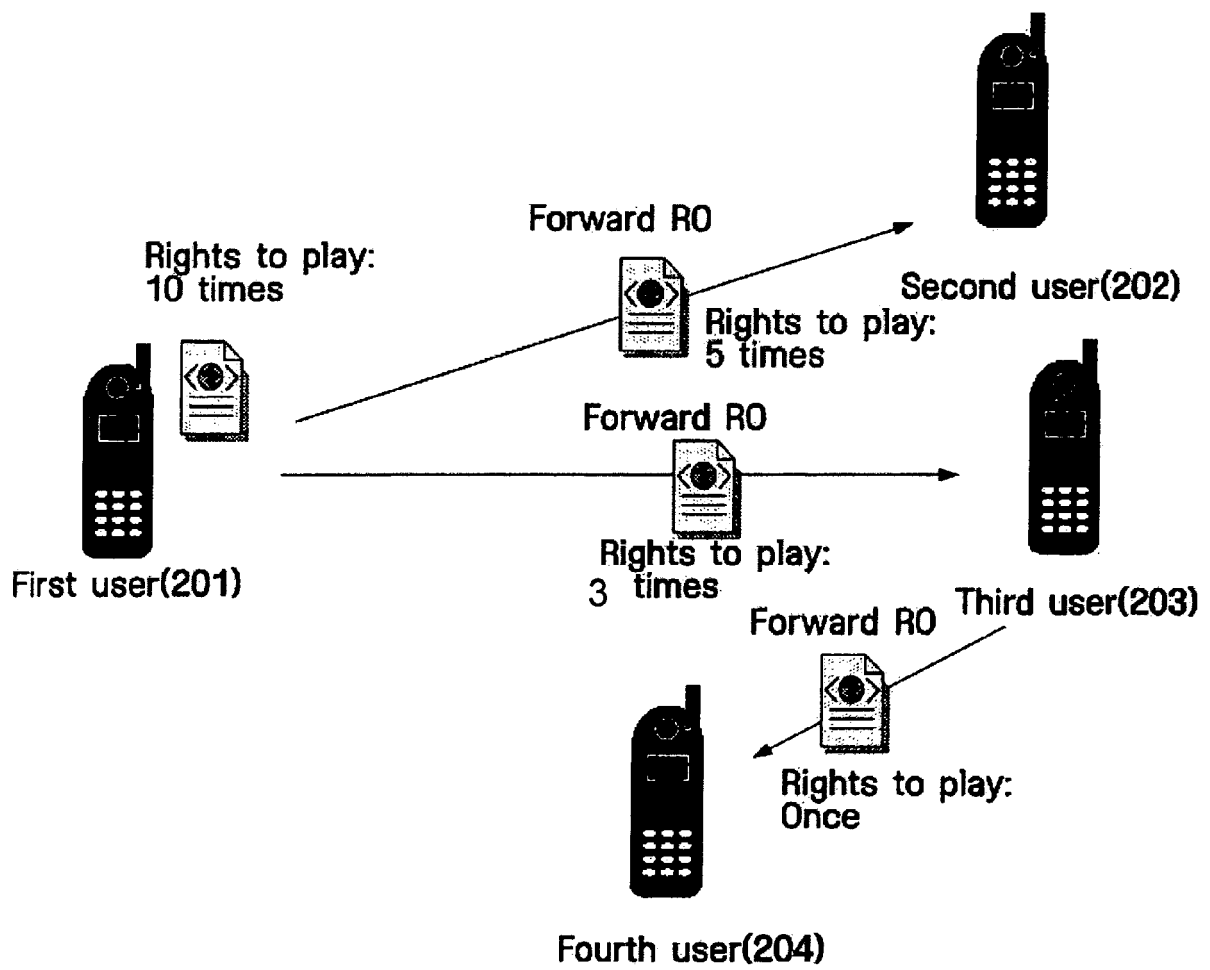 Forward RO
Rights to play:
10 times
Second user(202)
Rights to play:
5 times
Forward RO
First user(201)
Rights to play:
3 times
Third user(203)
Forward RO
Rights to play:
Once
Fourth user(204)